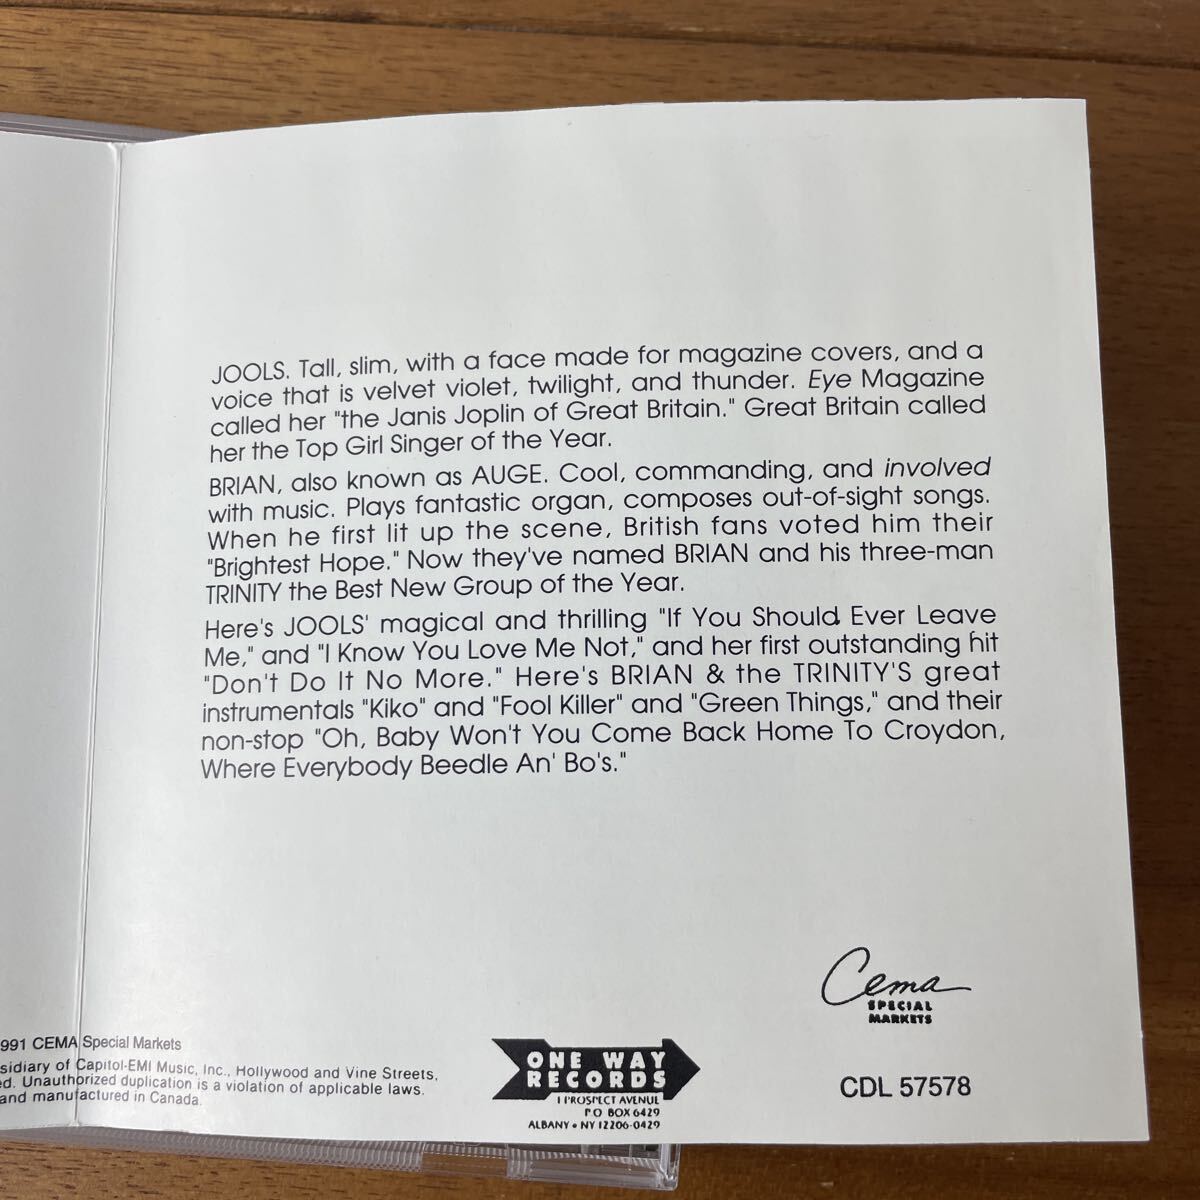 JOOLS. Tall, slim, with a face made for magazine covers, and a
voice that is velvet violet, twilight, and thunder. Eye Magazine
called her "the Janis Joplin of Great Britain." Great Britain called
her the Top Girl Singer of the Year.
BRIAN, also known as AUGE. Cool, commanding, and involved
with music. Plays fantastic organ, composes out-of-sight songs.
When he first lit up the scene, British fans voted him their
"Brightest Hope." Now they've named BRIAN and his three-man
TRINITY the Best New Group of the Year.
Here's JOOLS' magical and thrilling "If You Should Ever Leave
Me," and "I Know You Love Me Not," and her first outstanding hit
"Don't Do It No More." Here's BRIAN & the TRINITY'S great
instrumentals "Kiko" and "Fool Killer" and "Green Things," and their
non-stop "Oh, Baby Won't You Come Back Home To Croydon,
Where Everybody Beedle An' Bo's."
Cema
SPECIAL
MARKETS
991 CEMA Special Markets
sidiary of Capitol-EMI Music, Inc., Hollywood and Vine Streets,
ed. Unauthorized duplication is a violation of applicable laws.
and manufactured in Canada.
ONE WAY
RECORDS
1 PROSPECT AVENUE
P O BOX 6429
ALBANY • NY 12206-0429
CDL 57578